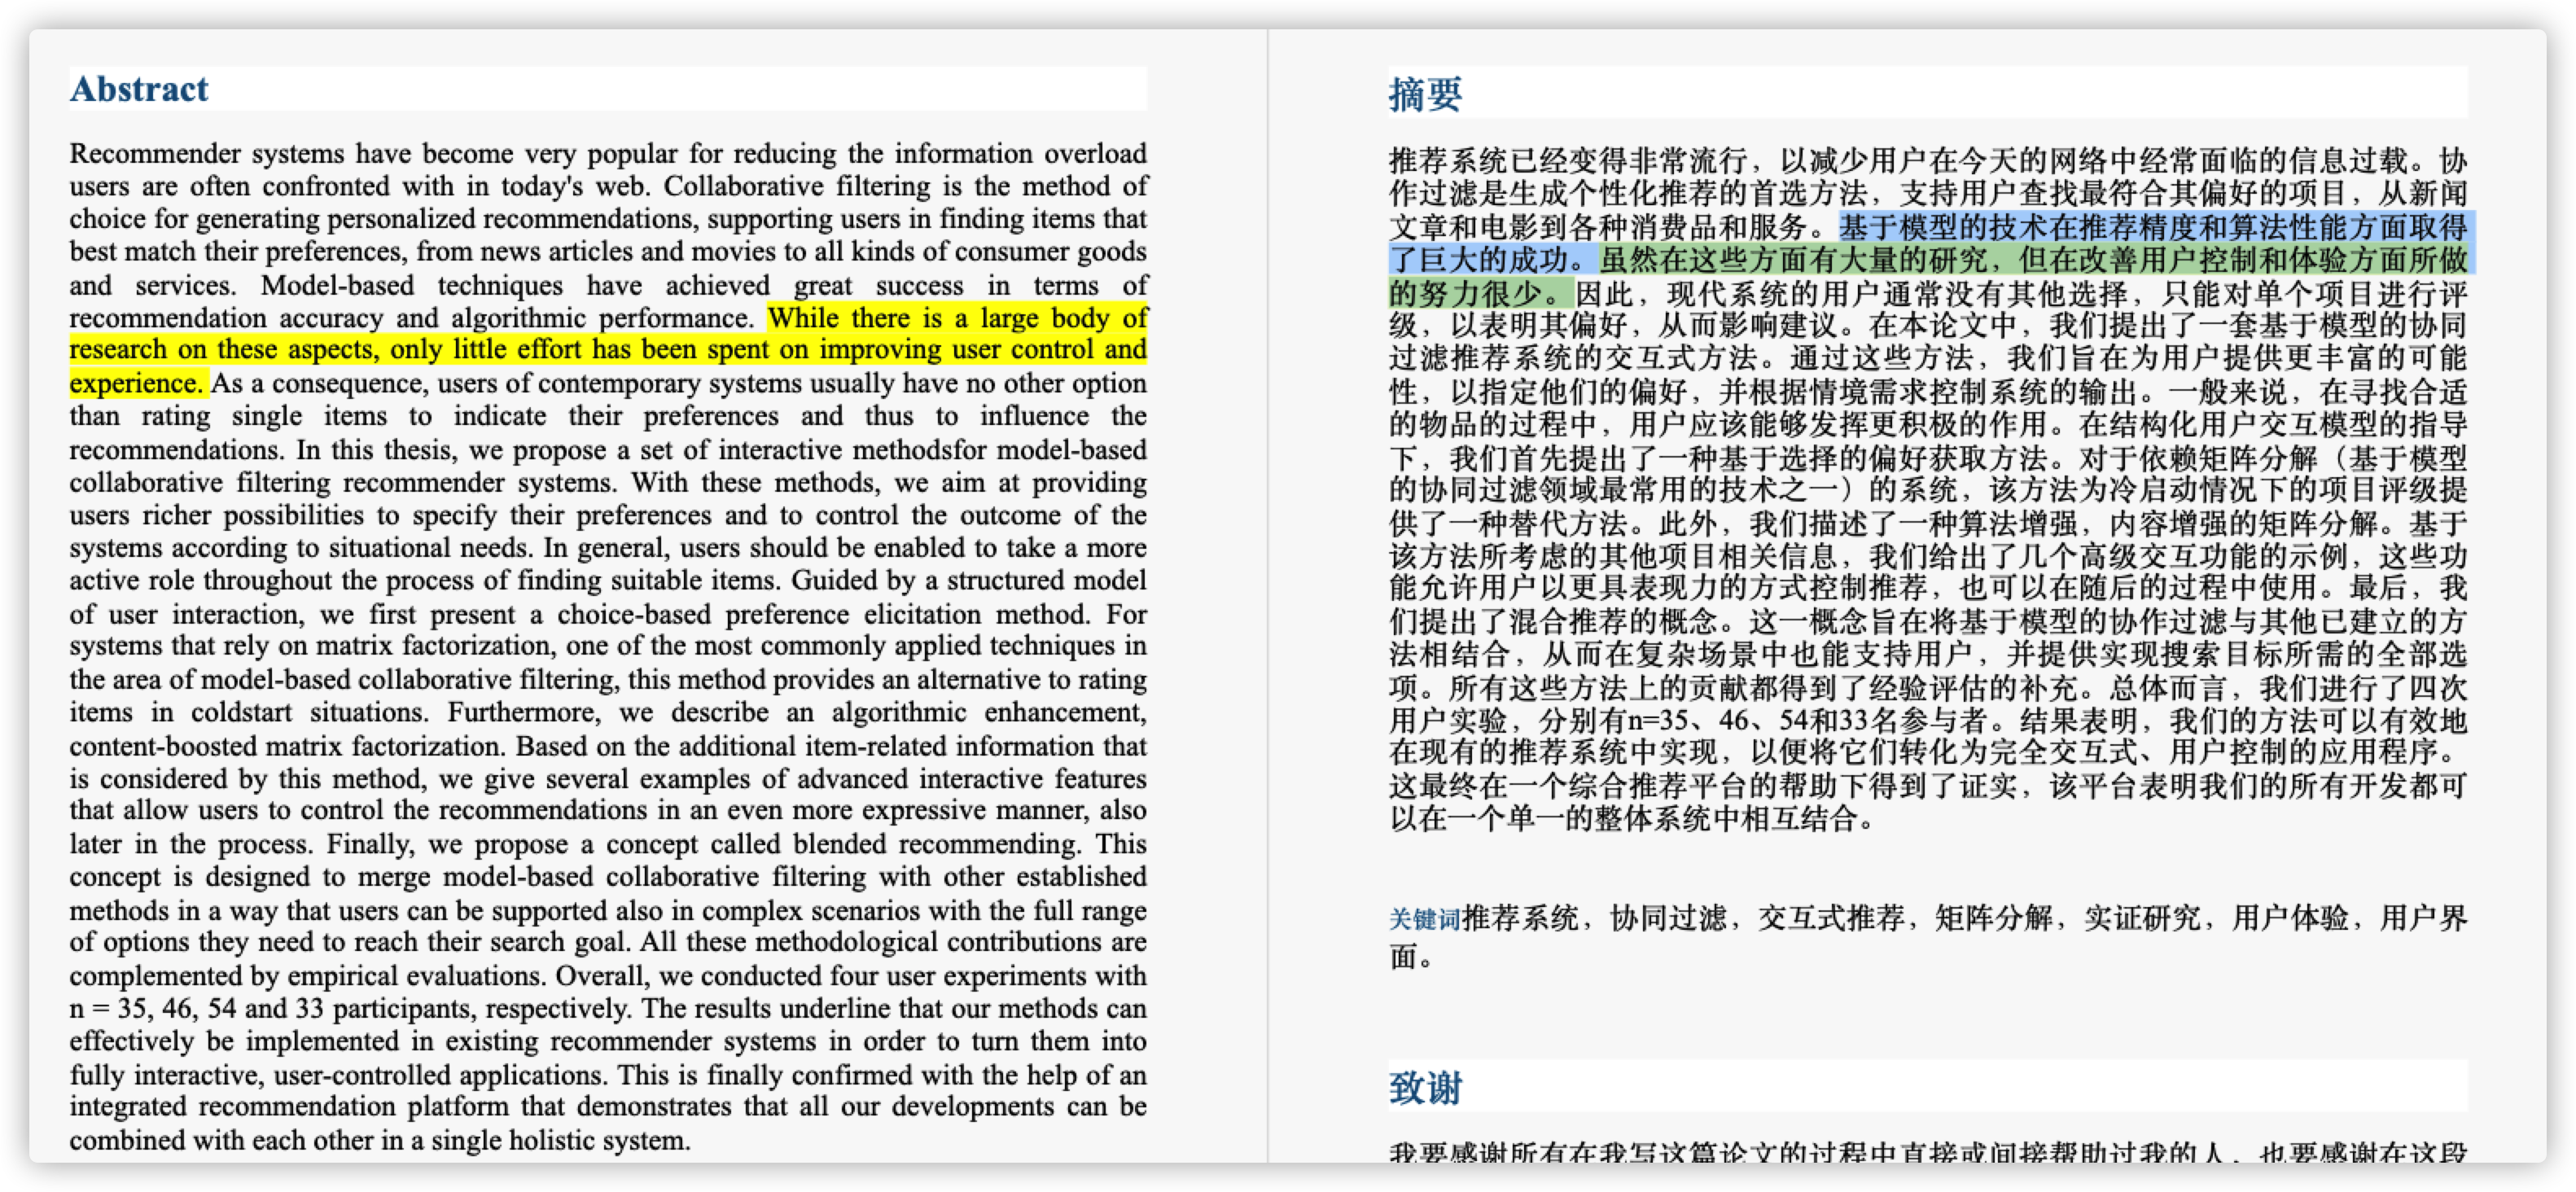 Abstract
Recommender systems have become very popular for reducing the information overload
users are often confronted with in today's web. Collaborative filtering is the method of
choice for generating personalized recommendations, supporting users in finding items that
best match their preferences, from news articles and movies to all kinds of consumer goods
and services. Model-based techniques have achieved great success in terms of
recommendation accuracy and algorithmic performance. While there is a large body of
research on these aspects, only little effort has been spent on improving user control and
experience. As a consequence, users of contemporary systems usually have no other option
than rating single items to indicate their preferences and thus to influence the
recommendations. In this thesis, we propose a set of interactive methodsfor model-based
collaborative filtering recommender systems. With these methods, we aim at providing
users richer possibilities to specify their preferences and to control the outcome of the
systems according to situational needs. In general, users should be enabled to take a more
active role throughout the process of finding suitable items. Guided by a structured model
of user interaction, we first present a choice-based preference elicitation method. For
systems that rely on matrix factorization, one of the most commonly applied techniques in
the area of model-based collaborative filtering, this method provides an alternative to rating
items in coldstart situations. Furthermore, we describe an algorithmic enhancement,
content-boosted matrix factorization. Based on the additional item-related information that
is considered by this method, we give several examples of advanced interactive features
that allow users to control the recommendations in an even more expressive manner, also
later in the process. Finally, we propose a concept called blended recommending. This
concept is designed to merge model-based collaborative filtering with other established
methods in a way that users can be supported also in complex scenarios with the full range
of options they need to reach their search goal. All these methodological contributions are
complemented by empirical evaluations. Overall, we conducted four user experiments with
n = 35, 46, 54 and 33 participants, respectively. The results underline that our methods can
effectively be implemented in existing recommender systems in order to turn them into
fully interactive, user-controlled applications. This is finally confirmed with the help of an
integrated recommendation platform that demonstrates that all our developments can be
combined with each other in a single holistic system.
摘要
推荐系统已经变得非常流行，以减少用户在今天的网络中经常面临的信息过载。协
作过滤是生成个性化推荐的首选方法，支持用户查找最符合其偏好的项目，从新闻
文章和电影到各种消费品和服务。基于模型的技术在推荐精度和算法性能方面取得
了巨大的成功。虽然在这些方面有大量的研究，但在改善用户控制和体验方面所做
的努力很少。因此，现代系统的用户通常没有其他选择，只能对单个项目进行评
级，以表明其偏好，从而影响建议。在本论文中，我们提出了一套基于模型的协同
过滤推荐系统的交互式方法。通过这些方法，我们旨在为用户提供更丰富的可能
性，以指定他们的偏好，并根据情境需求控制系统的输出。一般来说，在寻找合适
的物品的过程中，用户应该能够发挥更积极的作用。在结构化用户交互模型的指导
下，我们首先提出了一种基于选择的偏好获取方法。对于依赖矩阵分解（基于模型
的协同过滤领域最常用的技术之一）的系统，该方法为冷启动情况下的项目评级提
供了一种替代方法。此外，我们描述了一种算法增强，内容增强的矩阵分解。基于
该方法所考虑的其他项目相关信息，我们给出了几个高级交互功能的示例，这些功
能允许用户以更具表现力的方式控制推荐，也可以在随后的过程中使用。最后，我
们提出了混合推荐的概念。这一概念旨在将基于模型的协作过滤与其他已建立的方
法相结合，从而在复杂场景中也能支持用户，并提供实现搜索目标所需的全部选
项。所有这些方法上的贡献都得到了经验评估的补充。总体而言，我们进行了四次
用户实验，分别有n=35、46、54和33名参与者。结果表明，我们的方法可以有效地
在现有的推荐系统中实现，以便将它们转化为完全交互式、用户控制的应用程序。
这最终在一个综合推荐平台的帮助下得到了证实，该平台表明我们的所有开发都可
以在一个单一的整体系统中相互结合。
关键词推荐系统，协同过滤，交互式推荐，矩阵分解，实证研究，用户体验，用户界
面。
致谢
我要感谢所有在我写这篇论文的过程中直接或间接帮助过我的人，也要感谢在这段